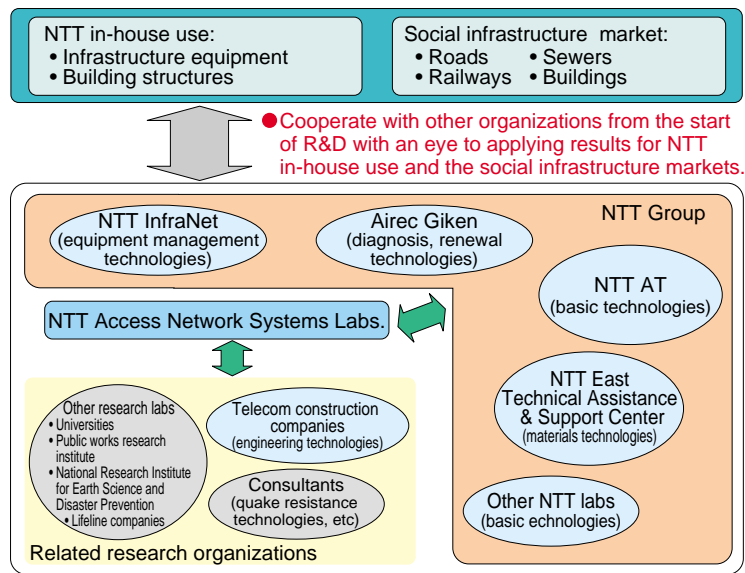 NTT in-house use:
• Infrastructure equipment
• Building structures
Social infrastructure market:
• Roads • Sewers
• Railways • Buildings
●Cooperate with other organizations from the start
of R&D with an eye to applying results for NTT
in-house use and the social infrastructure markets.
NTT Group
NTT InfraNet
(equipment management
technologies)
Airec Giken
(diagnosis, renewal
technologies)
NTT AT
(basic technologies)
NTT Access Network Systems Labs.
NTT East
Technical Assistance
& Support Center
(materials technologies)
Other NTT labs
(basic echnologies)
Other research labs
• Universities
• Public works research
institute
• National Research Institute
for Earth Science and
Disaster Prevention
• Lifeline companies
Telecom construction
companies
(engineering technologies)
Consultants
(quake resistance
technologies, etc)
Related research organizations